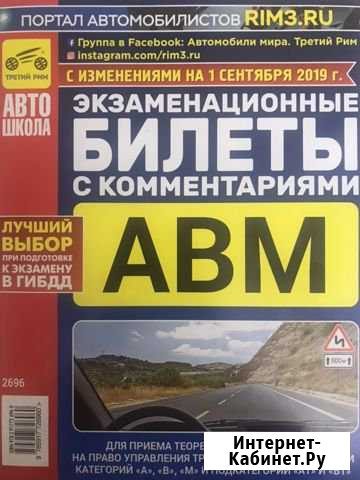 ПОРТАЛ АВТОМОБИЛИСТОВ RIM3.RU
Группа в Facebook: Автомобили мира. Третий Рим
instagram.com/rim3.ru
ТРЕТИЙ РИМ
С ИЗМЕНЕНИЯМИ НА 1 СЕНТЯБРЯ 2019 г.
АВТО
ШКОЛА
ЭКЗАМЕНАЦИОННЫЕ
БИЛЕТЫ
С КОММЕНТАРИЯМИ
ЛУЧШИЙ
ВЫБОР
ПРИ ПОДГОТОВКЕ
К ЭКЗАМЕНУ
В ГИБДД
АВМ
800м
2696
ДЛЯ ПРИЕМА
НА ПРАВО УПРАВЛЕНИЯ
КАТЕГОРИЙ «А», «В», «М» И ПОДКАТЕГОРИЙ «А1» И «В1»
Интернет-
Кабинет.Ру